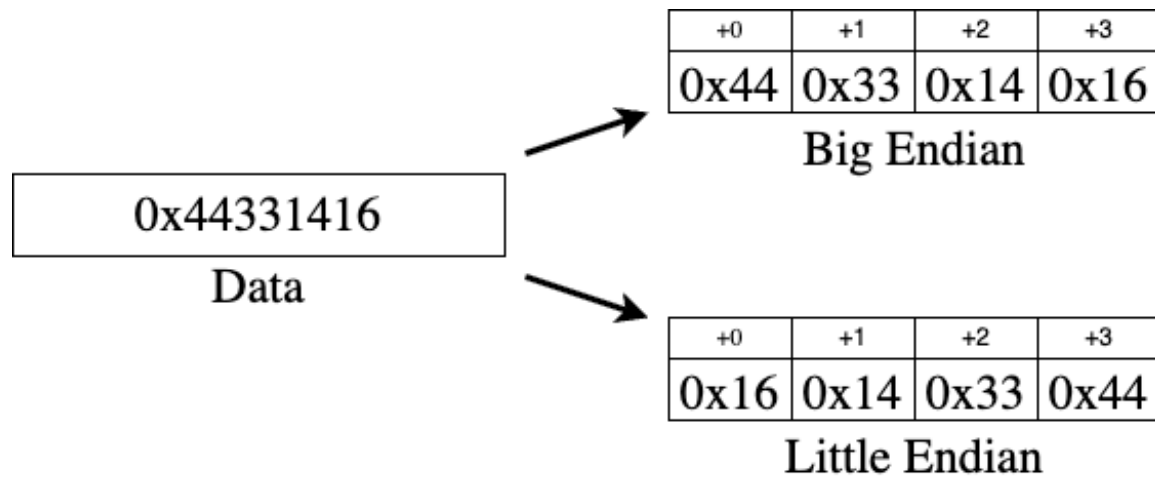 +0 +1 +2 +3
0x44 0x33 0x14 0x16
Big Endian
0x44331416
Data
+0 +1 +2 +3
0x16 0x14 0x33 0x44
Little Endian